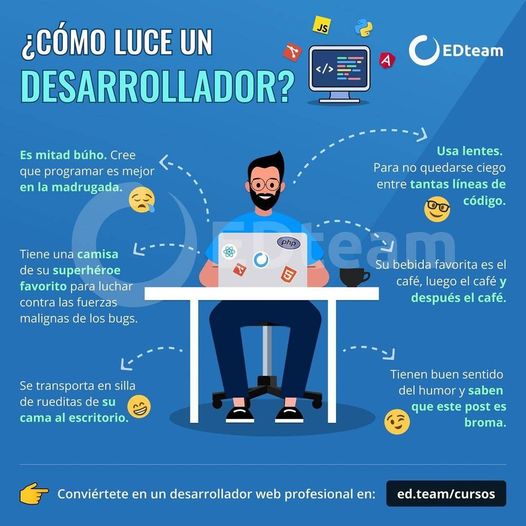 ¿CÓMO LUCE UN
DESARROLLADOR?
JS
A
</>
EDteam
Es mitad búho. Cree
que programar es mejor
en la madrugada.
Usa lentes.
Para no quedarse ciego
entre tantas líneas de
código.
EDteam
php
Tiene una camisa
de su superhéroe
favorito para luchar
contra las fuerzas
malignas de los bugs.
Su bebida favorita es el
café, luego el café y
después el café.
5
Se transporta en silla
de rueditas de su
cama al escritorio.
Tienen buen sentido
del humor y saben
que este post es
broma.
Conviértete en un desarrollador web profesional en:
ed.team/cursos